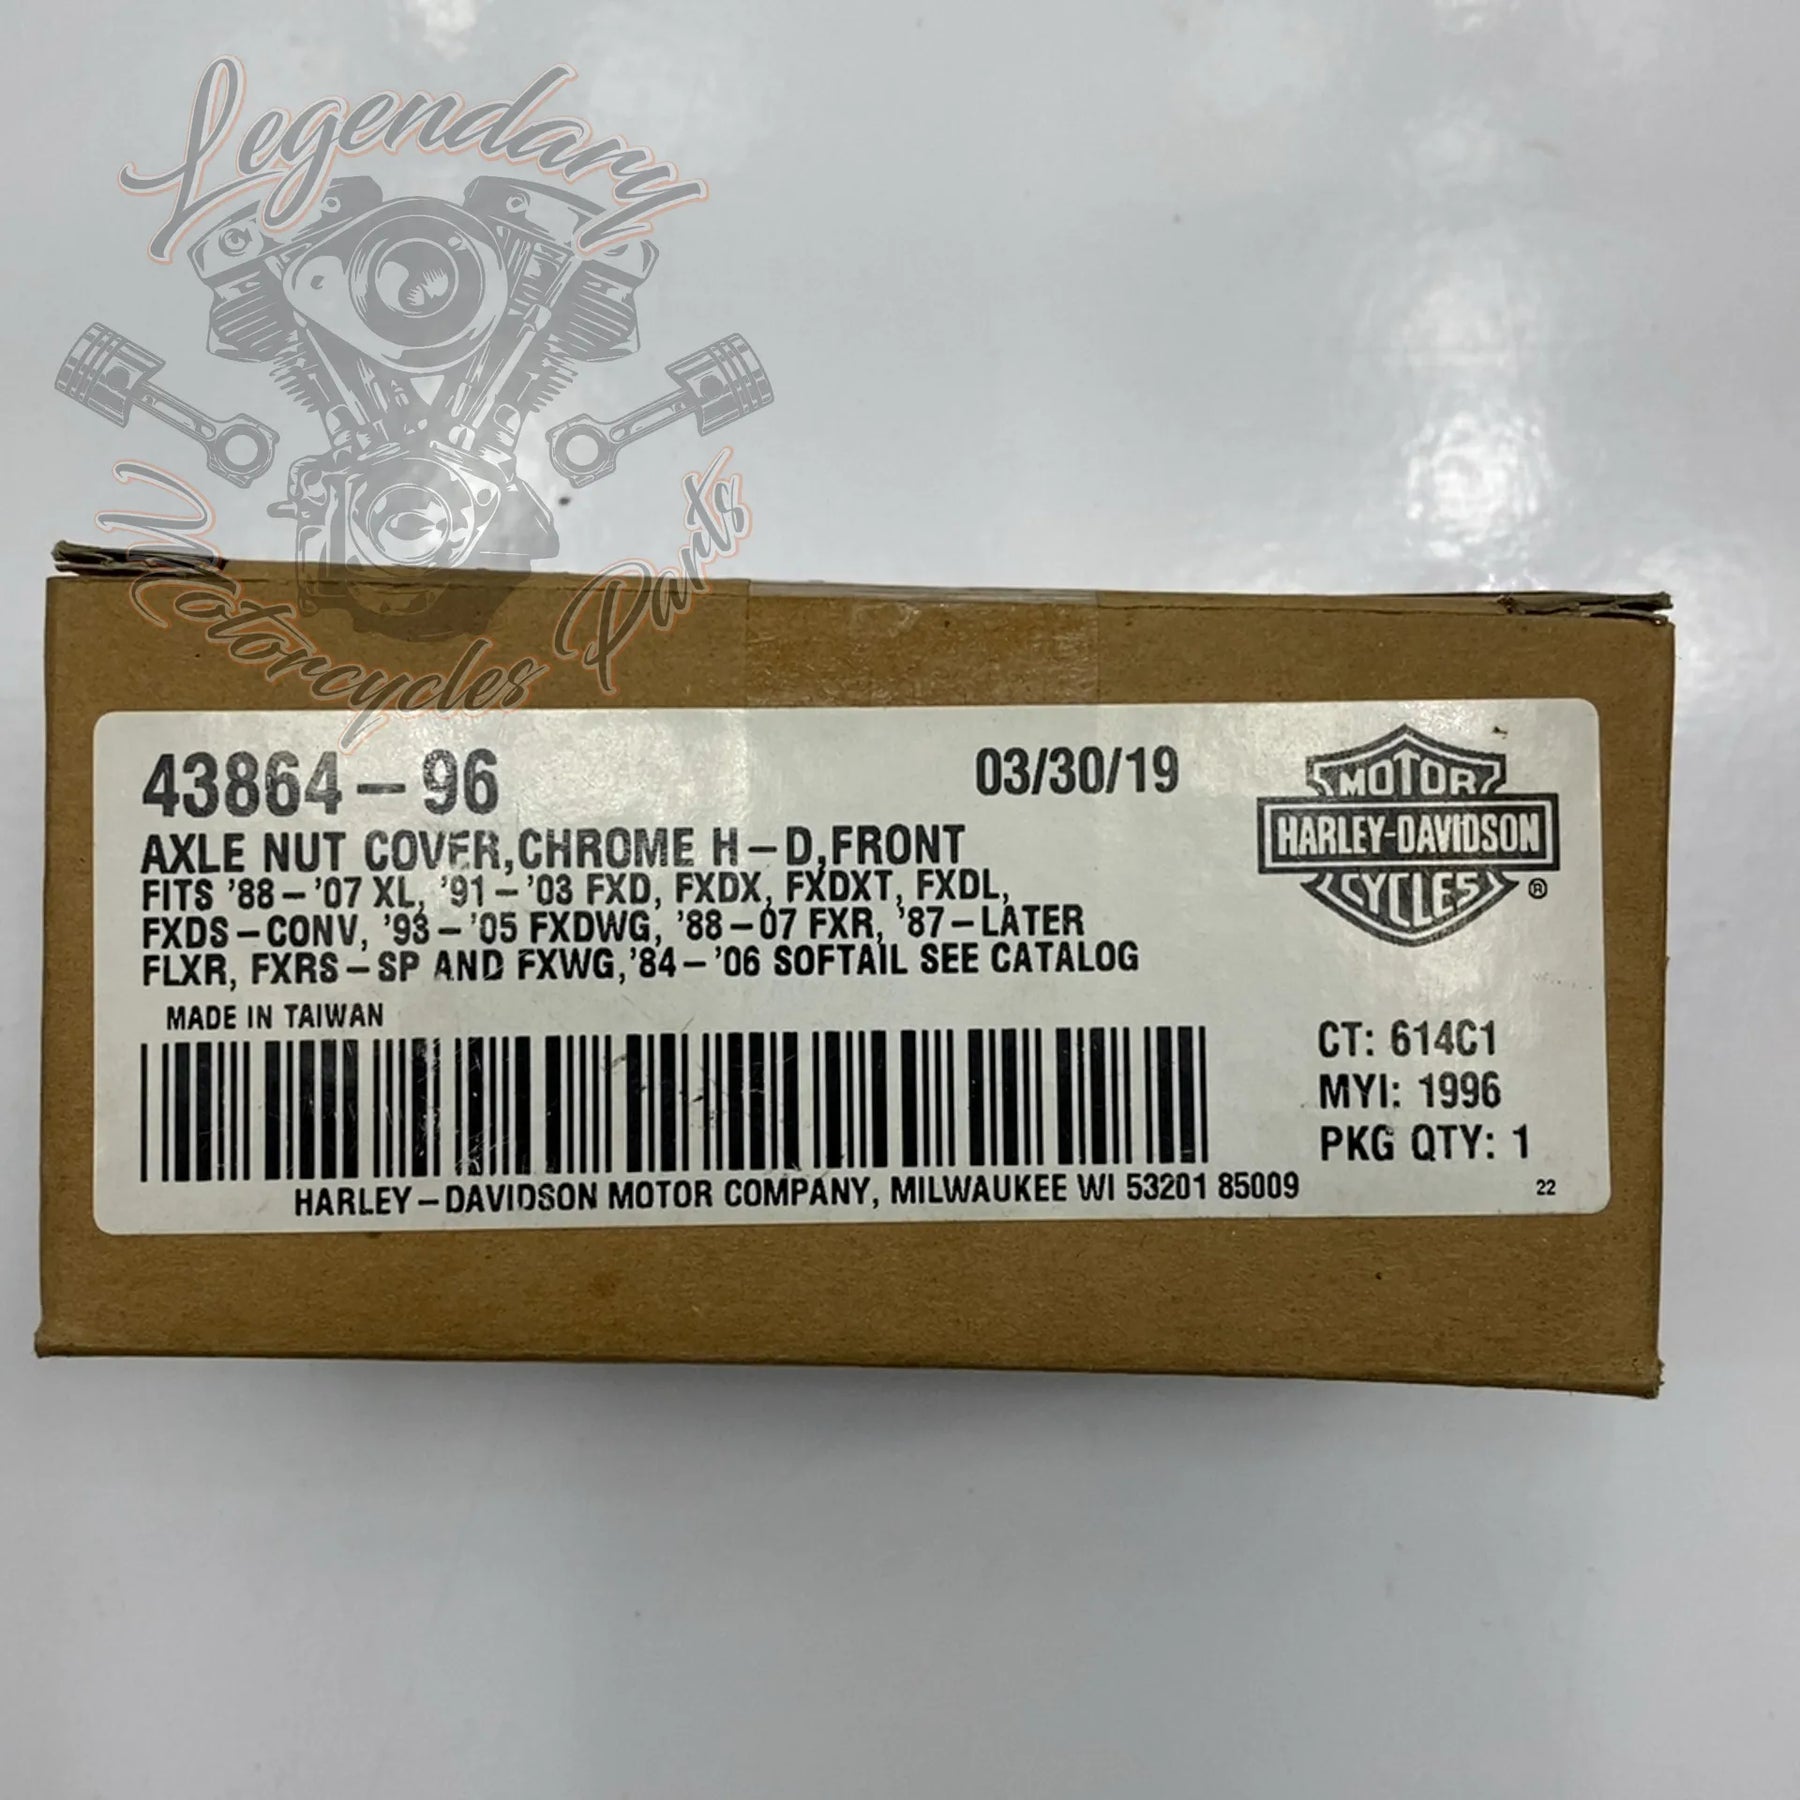 Legendary
Motorcycles Parts
43864-96
03/30/19
AXLE NUT COVER,CHROME H-D,FRONT
FITS '88-'07 XL, '91-'03 FXD, FXDX, FXDXT, FXDL,
FXDS-CONV, '93-'05 FXDWG, '88-07 FXR, '87-LATER
FLXR, FXRS-SP AND FXWG,'84-'06 SOFTAIL SEE CATALOG
MADE IN TAIWAN
MOTOR
HARLEY-DAVIDSON
CYCLES ®
CT: 614C1
MYI: 1996
PKG QTY: 1
HARLEY-DAVIDSON MOTOR COMPANY, MILWAUKEE WI 53201 85009
22